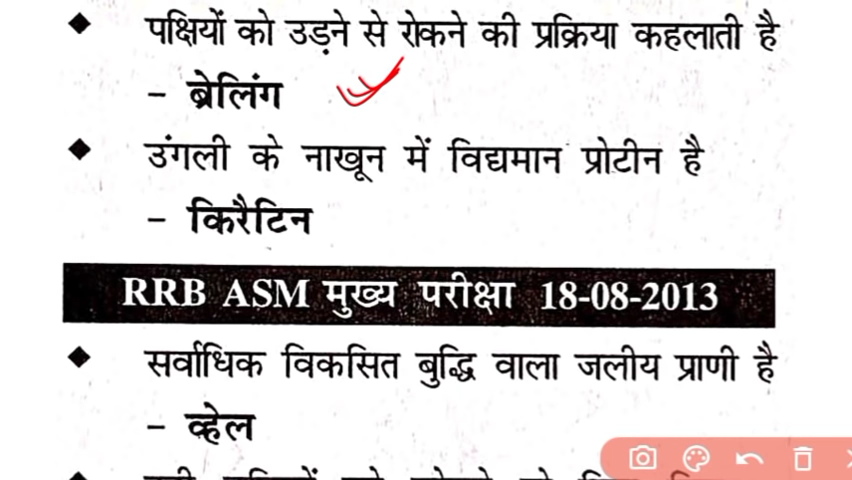 ◆ पक्षियों को उड़ने से रोकने की प्रक्रिया कहलाती है
– ब्रेलिंग
◆ उंगली के नाखून में विद्यमान प्रोटीन है
– किरैटिन
RRB ASM मुख्य परीक्षा 18-08-2013
◆ सर्वाधिक विकसित बुद्धि वाला जलीय प्राणी है
– व्हेल